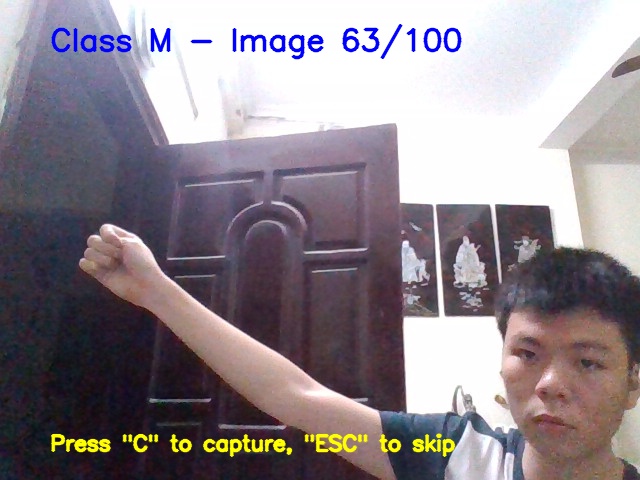 Class M - Image 63/100
Press "C" to capture, "ESC" to skip